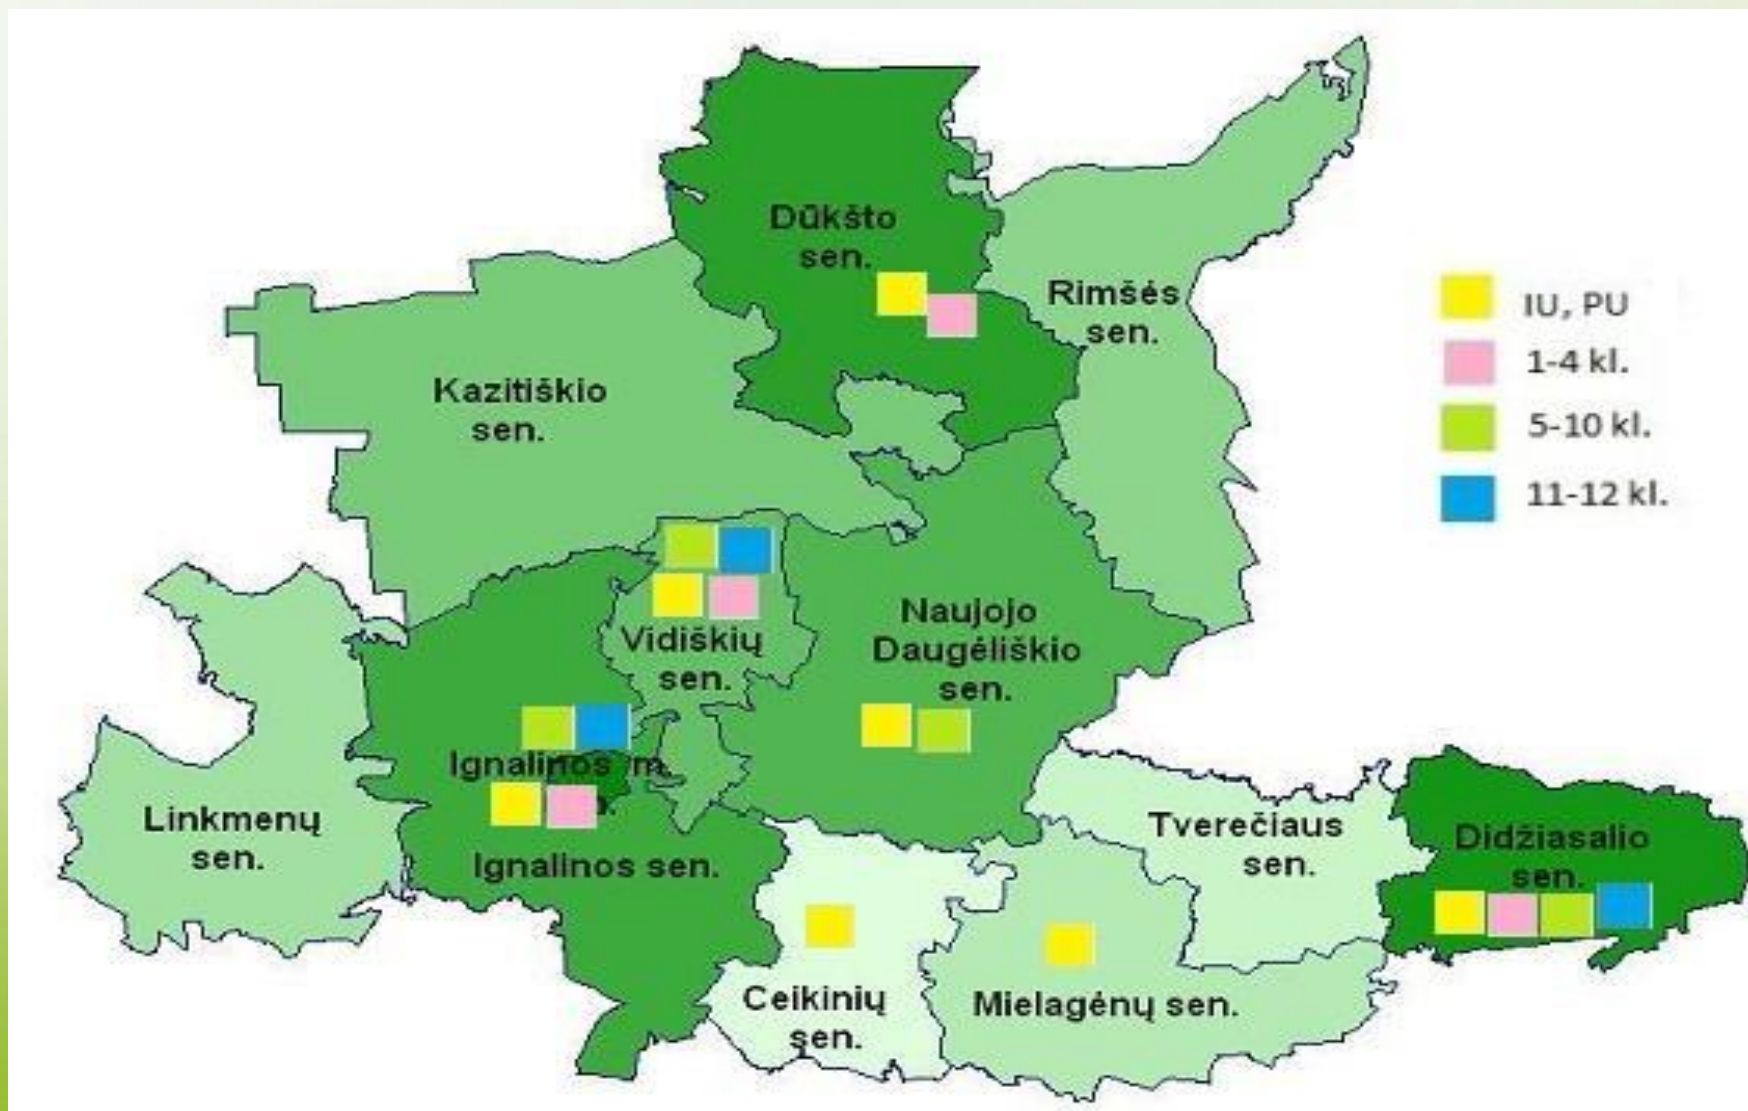 Dūkšto
sen.
Rimšės
sen.
Kazitiškio
sen.
Naujojo
Daugėliškio
sen.
Vidiškių
sen.
Ignalinos m.
Ignalinos sen.
Linkmenų
sen.
Tverečiaus
sen.
Didžiasalio
sen.
Ceikinių
sen.
Mielagėnų sen.
IU, PU
1-4 kl.
5-10 kl.
11-12 kl.